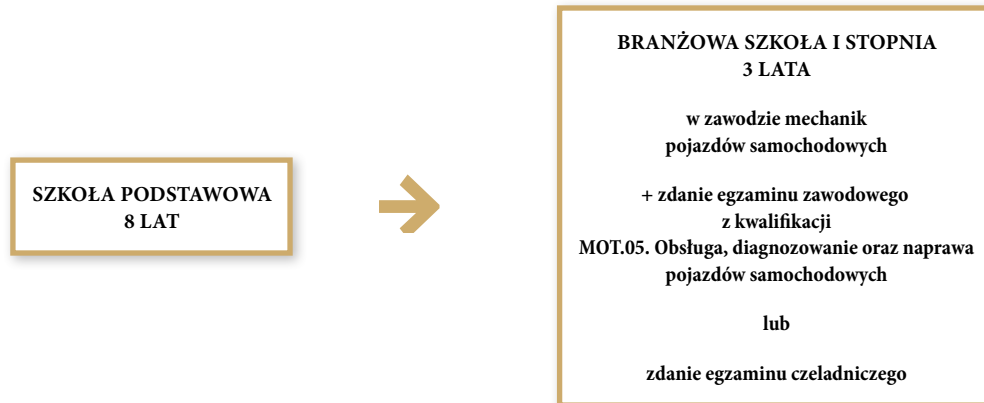 SZKOŁA PODSTAWOWA
8 LAT
BRANŻOWA SZKOŁA I STOPNIA
3 LATA
w zawodzie mechanik
pojazdów samochodowych
+ zdanie egzaminu zawodowego
z kwalifikacji
MOT.05. Obsługa, diagnozowanie oraz naprawa
pojazdów samochodowych
lub
zdanie egzaminu czeladniczego